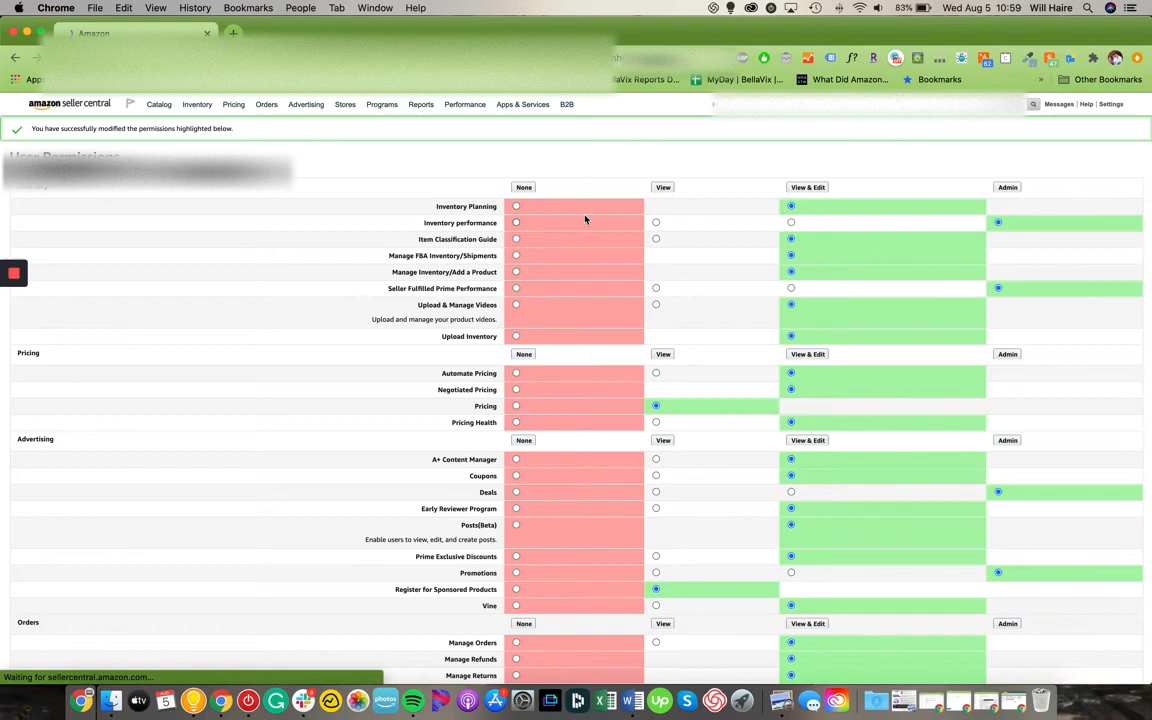 Chrome File Edit View History Bookmarks People Tab Window Help 83% Wed Aug 5 10:59 Will Haire
Amazon
Apps MyDay | BellaVix |... What Did Amazon... Bookmarks » Other Bookmarks
amazon seller central Catalog Inventory Pricing Orders Advertising Stores Programs Reports Performance Apps & Services B2B Messages Help Settings
You have successfully modified the permissions highlighted below.
User Permissions
Inventory None View View & Edit Admin
Inventory Planning
Inventory performance
Item Classification Guide
Manage FBA Inventory/Shipments
Manage Inventory/Add a Product
Seller Fulfilled Prime Performance
Upload & Manage Videos
Upload and manage your product videos.
Upload Inventory
Pricing None View View & Edit Admin
Automate Pricing
Negotiated Pricing
Pricing
Pricing Health
Advertising None View View & Edit Admin
A+ Content Manager
Coupons
Deals
Early Reviewer Program
Posts(Beta)
Enable users to view, edit, and create posts.
Prime Exclusive Discounts
Promotions
Register for Sponsored Products
Vine
Orders None View View & Edit Admin
Manage Orders
Manage Refunds
Manage Returns
Waiting for sellercentral.amazon.com...